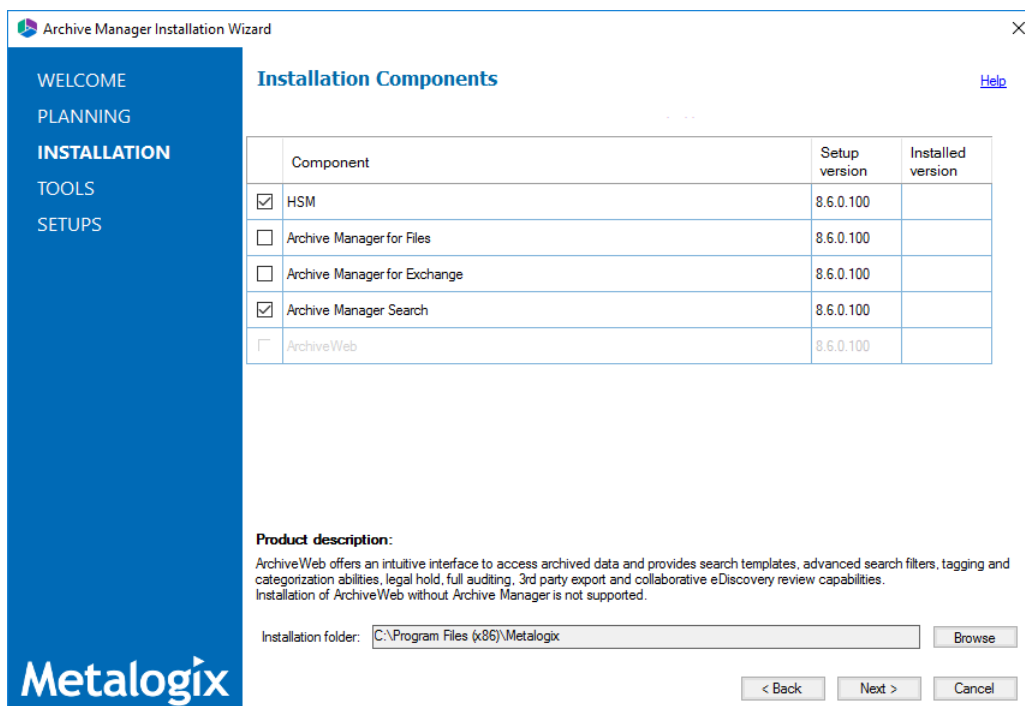 Archive Manager Installation Wizard
WELCOME
PLANNING
INSTALLATION
TOOLS
SETUPS
Metalogix
Installation Components
Help
Component
Setup version
Installed version
HSM 8.6.0.100
Archive Manager for Files 8.6.0.100
Archive Manager for Exchange 8.6.0.100
Archive Manager Search 8.6.0.100
ArchiveWeb 8.6.0.100
Product description:
ArchiveWeb offers an intuitive interface to access archived data and provides search templates, advanced search filters, tagging and
categorization abilities, legal hold, full auditing, 3rd party export and collaborative eDiscovery review capabilities.
Installation of ArchiveWeb without Archive Manager is not supported.
Installation folder: C:\Program Files (x86)\Metalogix
Browse
< Back
Next >
Cancel